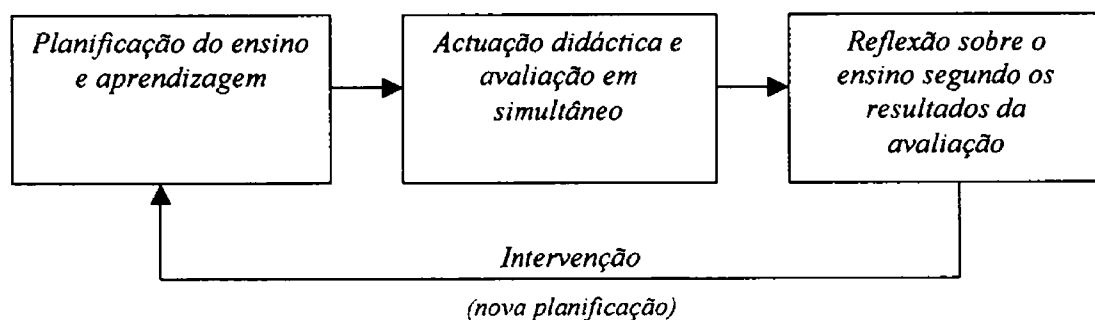 Planificação do ensino
e aprendizagem
Actuação didáctica e
avaliação em
simultâneo
Reflexão sobre o
ensino segundo os
resultados da
avaliação
Intervenção
(nova planificação)